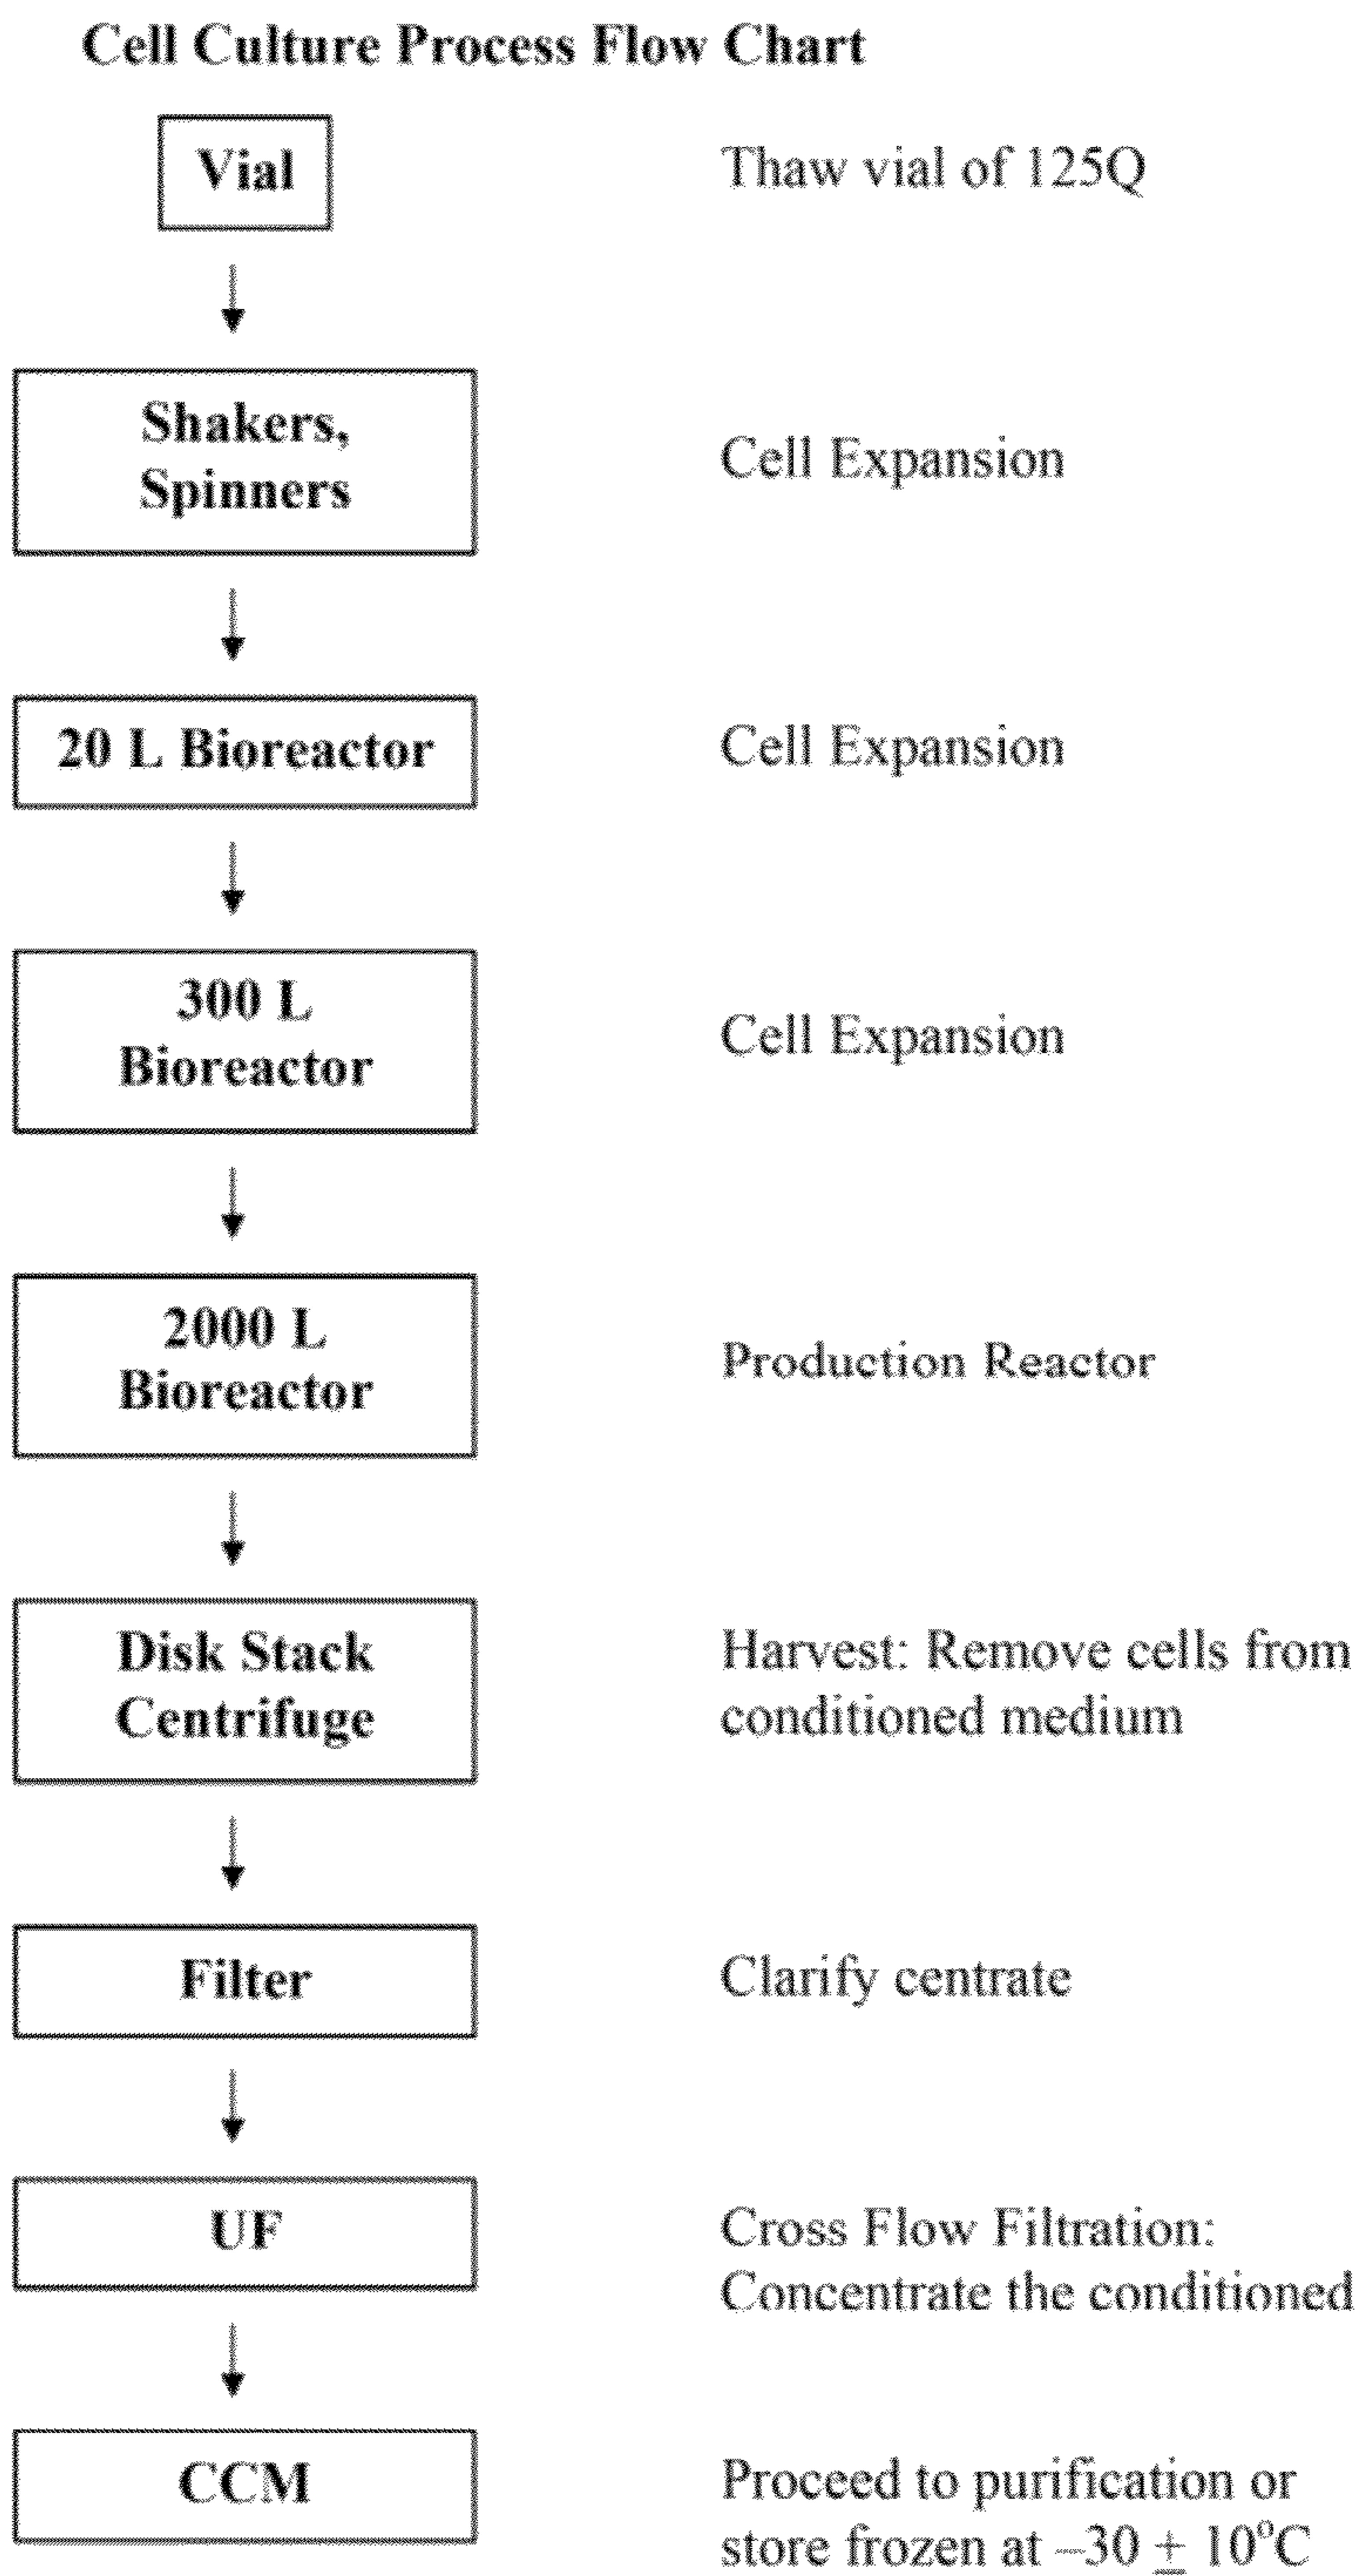 Cell Culture Process Flow Chart
Vial
Thaw vial of 125Q
Shakers,
Spinners
Cell Expansion
20 L Bioreactor
Cell Expansion
300 L
Bioreactor
Cell Expansion
2000 L
Bioreactor
Production Reactor
Disk Stack
Centrifuge
Harvest: Remove cells from
conditioned medium
Filter
Clarify centrate
UF
Cross Flow Filtration:
Concentrate the conditioned
CCM
Proceed to purification or
store frozen at –30 ± 10°C